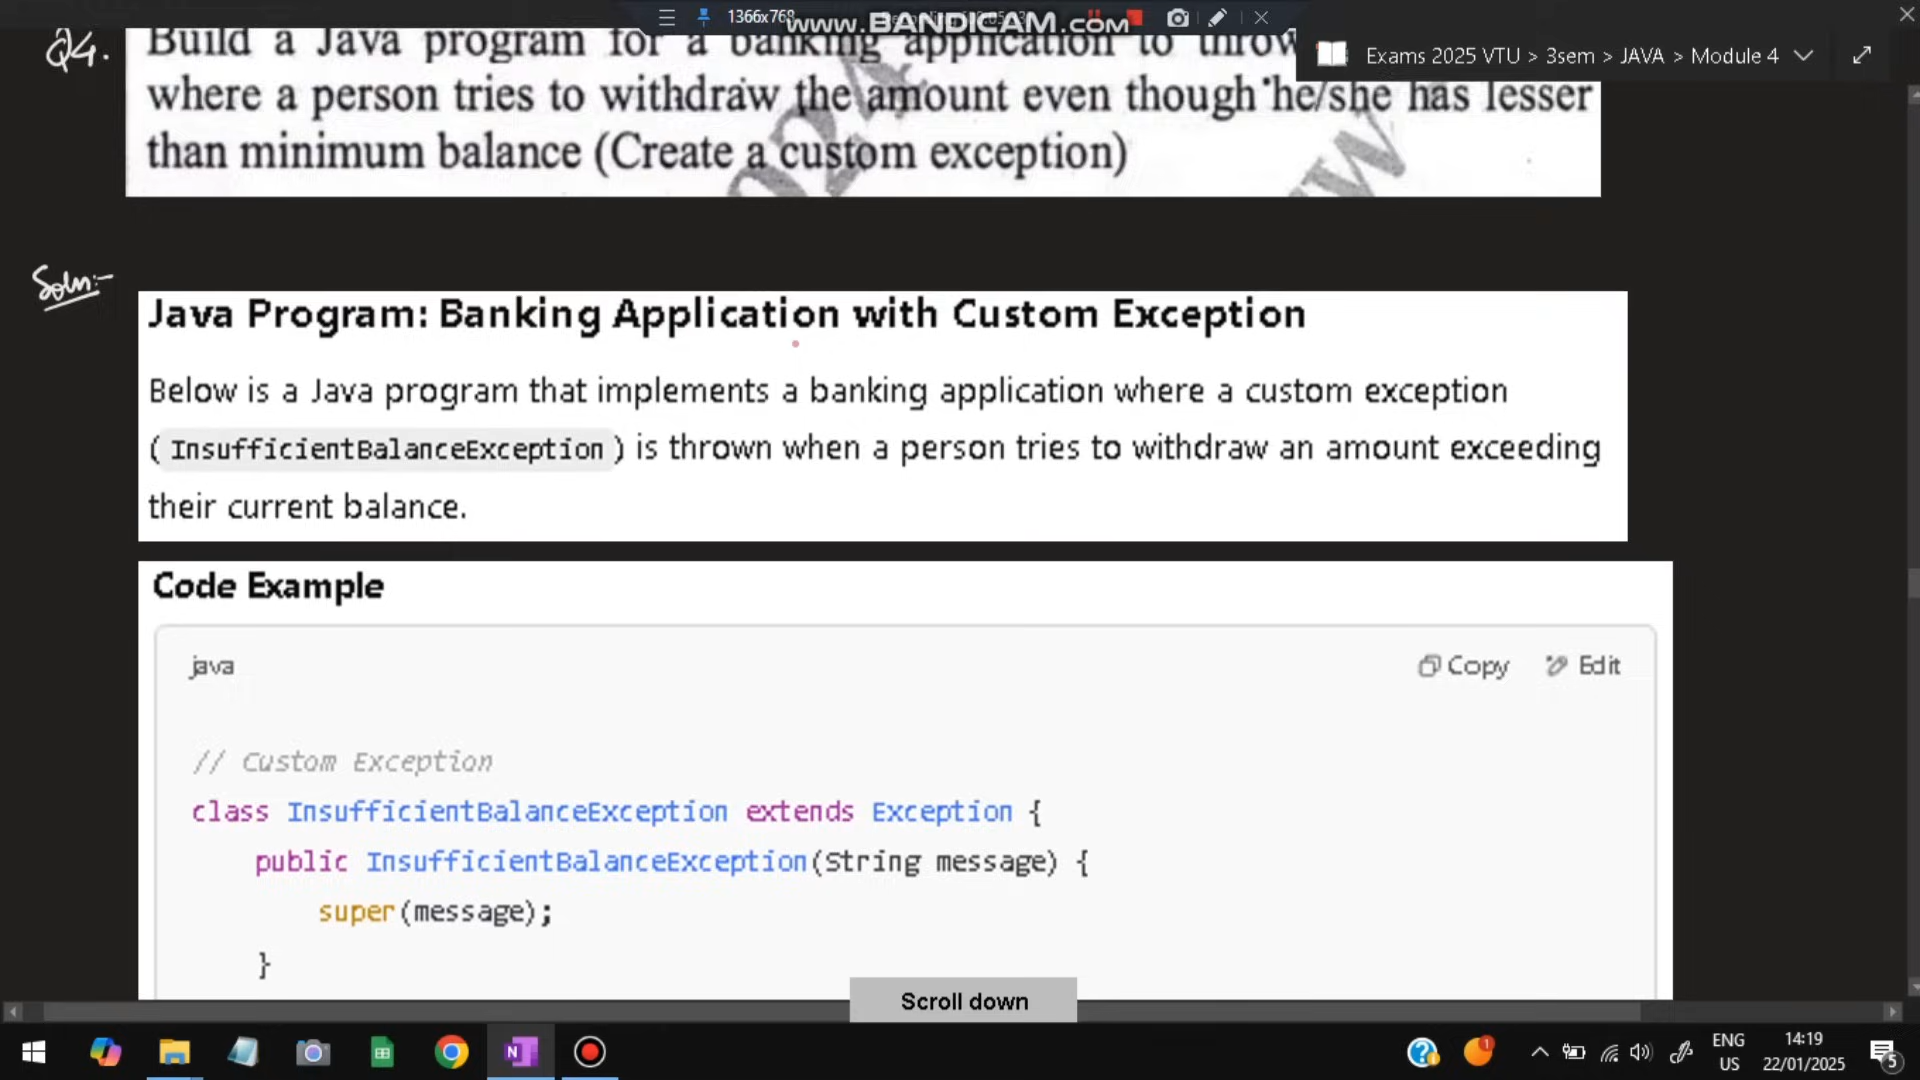 1366x768
www.BANDICAM.com
Exams 2025 VTU > 3sem > JAVA > Module 4
Q4.
Build a Java program for a banking application to throw
where a person tries to withdraw the amount even though he/she has lesser
than minimum balance (Create a custom exception)
Soln:-
Java Program: Banking Application with Custom Exception
Below is a Java program that implements a banking application where a custom exception
(InsufficientBalanceException) is thrown when a person tries to withdraw an amount exceeding
their current balance.
Code Example
java
Copy
Edit
// Custom Exception
class InsufficientBalanceException extends Exception {
public InsufficientBalanceException(String message) {
super(message);
}
Scroll down
ENG
US
14:19
22/01/2025
1
5